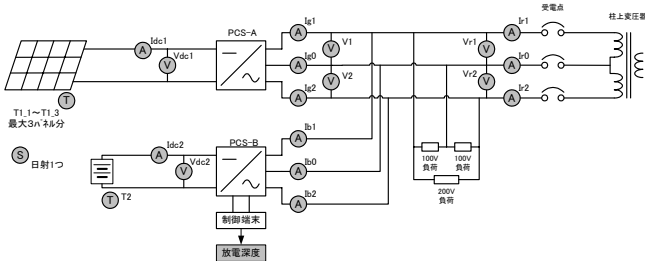 受電点
柱上変圧器
Idc1
A
Vdc1
V
PCS-A
Ig1
A
V1
V
Ig0
A
V2
V
Ig2
A
Vr1
V
Vr2
V
Ir1
A
Ir0
A
Ir2
A
T
T1_1～T1_3
最大3パネル分
S
日射1つ
Idc2
A
Vdc2
V
T
T2
PCS-B
Ib1
A
Ib0
A
Ib2
A
100V
負荷
100V
負荷
200V
負荷
制御端末
放電深度